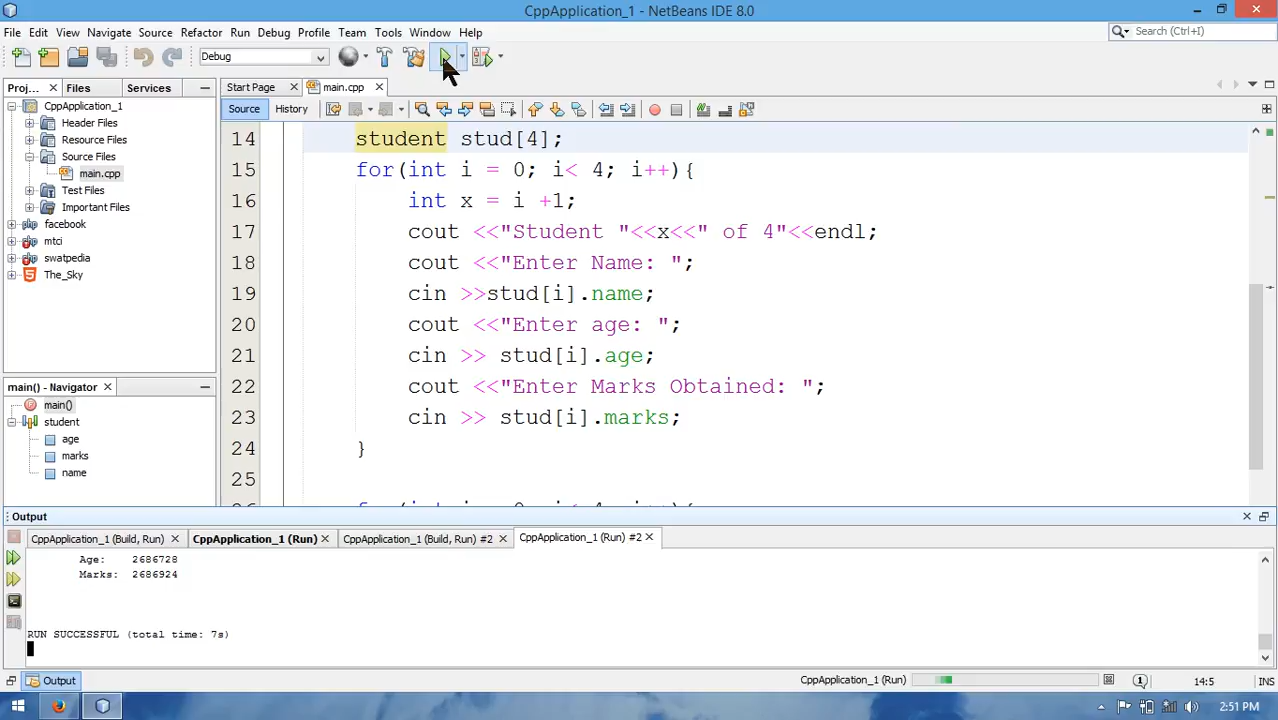 CppApplication_1 - NetBeans IDE 8.0
File Edit View Navigate Source Refactor Run Debug Profile Team Tools Window Help
Search (Ctrl+I)
Debug
Proj... Files Services
Start Page main.cpp
CppApplication_1
Header Files
Resource Files
Source Files
main.cpp
Test Files
Important Files
facebook
mtci
swatpedia
The_Sky
Source History
14 student stud[4];
15 for(int i = 0; i< 4; i++){
16 int x = i +1;
17 cout <<"Student "<<x<<" of 4"<<endl;
18 cout <<"Enter Name: ";
19 cin >>stud[i].name;
20 cout <<"Enter age: ";
21 cin >> stud[i].age;
22 cout <<"Enter Marks Obtained: ";
23 cin >> stud[i].marks;
24 }
25
main() - Navigator
main()
student
age
marks
name
Output
CppApplication_1 (Build, Run) CppApplication_1 (Run) CppApplication_1 (Build, Run) #2 CppApplication_1 (Run) #2
Age: 2686728
Marks: 2686924
RUN SUCCESSFUL (total time: 7s)
Output
CppApplication_1 (Run)
1
14:5
INS
2:51 PM